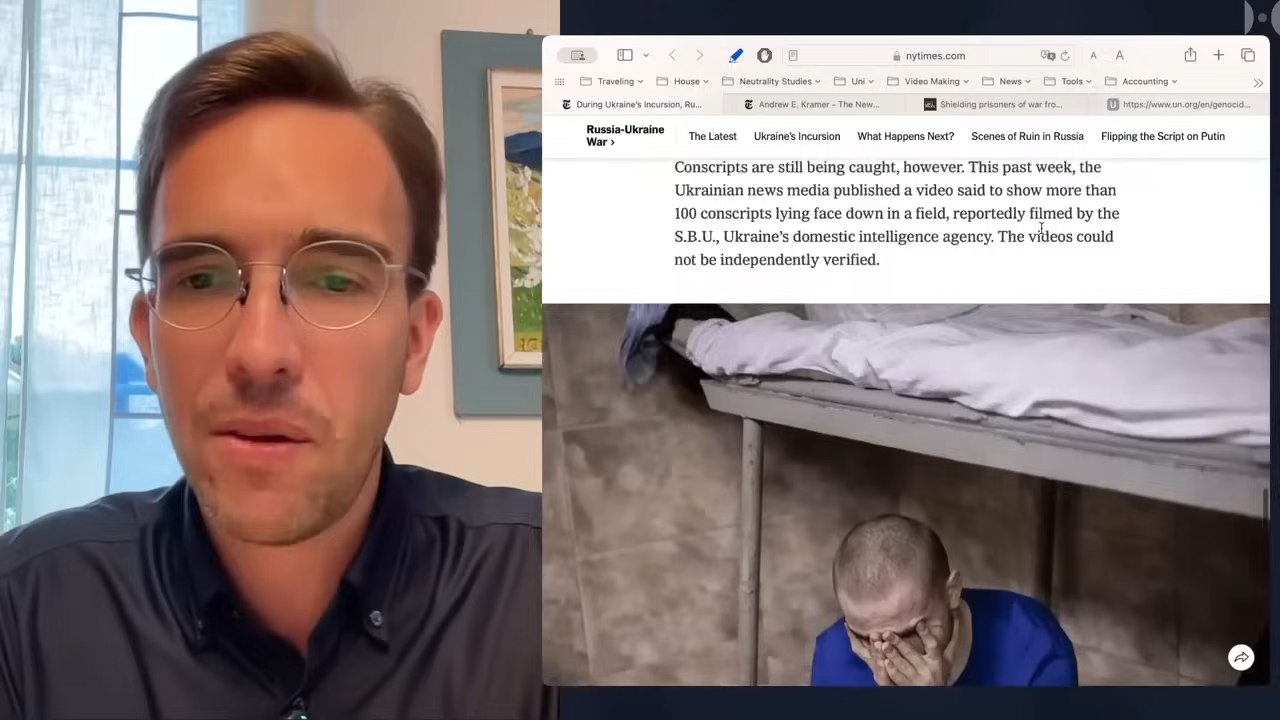 nytimes.com
A A
Traveling House Neutrality Studies Uni Video Making News Tools Accounting
During Ukraine's Incursion, Ru... Andrew E. Kramer - The New... Shielding prisoners of war fro... U https://www.un.org/en/genocid...
Russia-Ukraine
War ›
The Latest Ukraine's Incursion What Happens Next? Scenes of Ruin in Russia Flipping the Script on Putin
Conscripts are still being caught, however. This past week, the
Ukrainian news media published a video said to show more than
100 conscripts lying face down in a field, reportedly filmed by the
S.B.U., Ukraine's domestic intelligence agency. The videos could
not be independently verified.